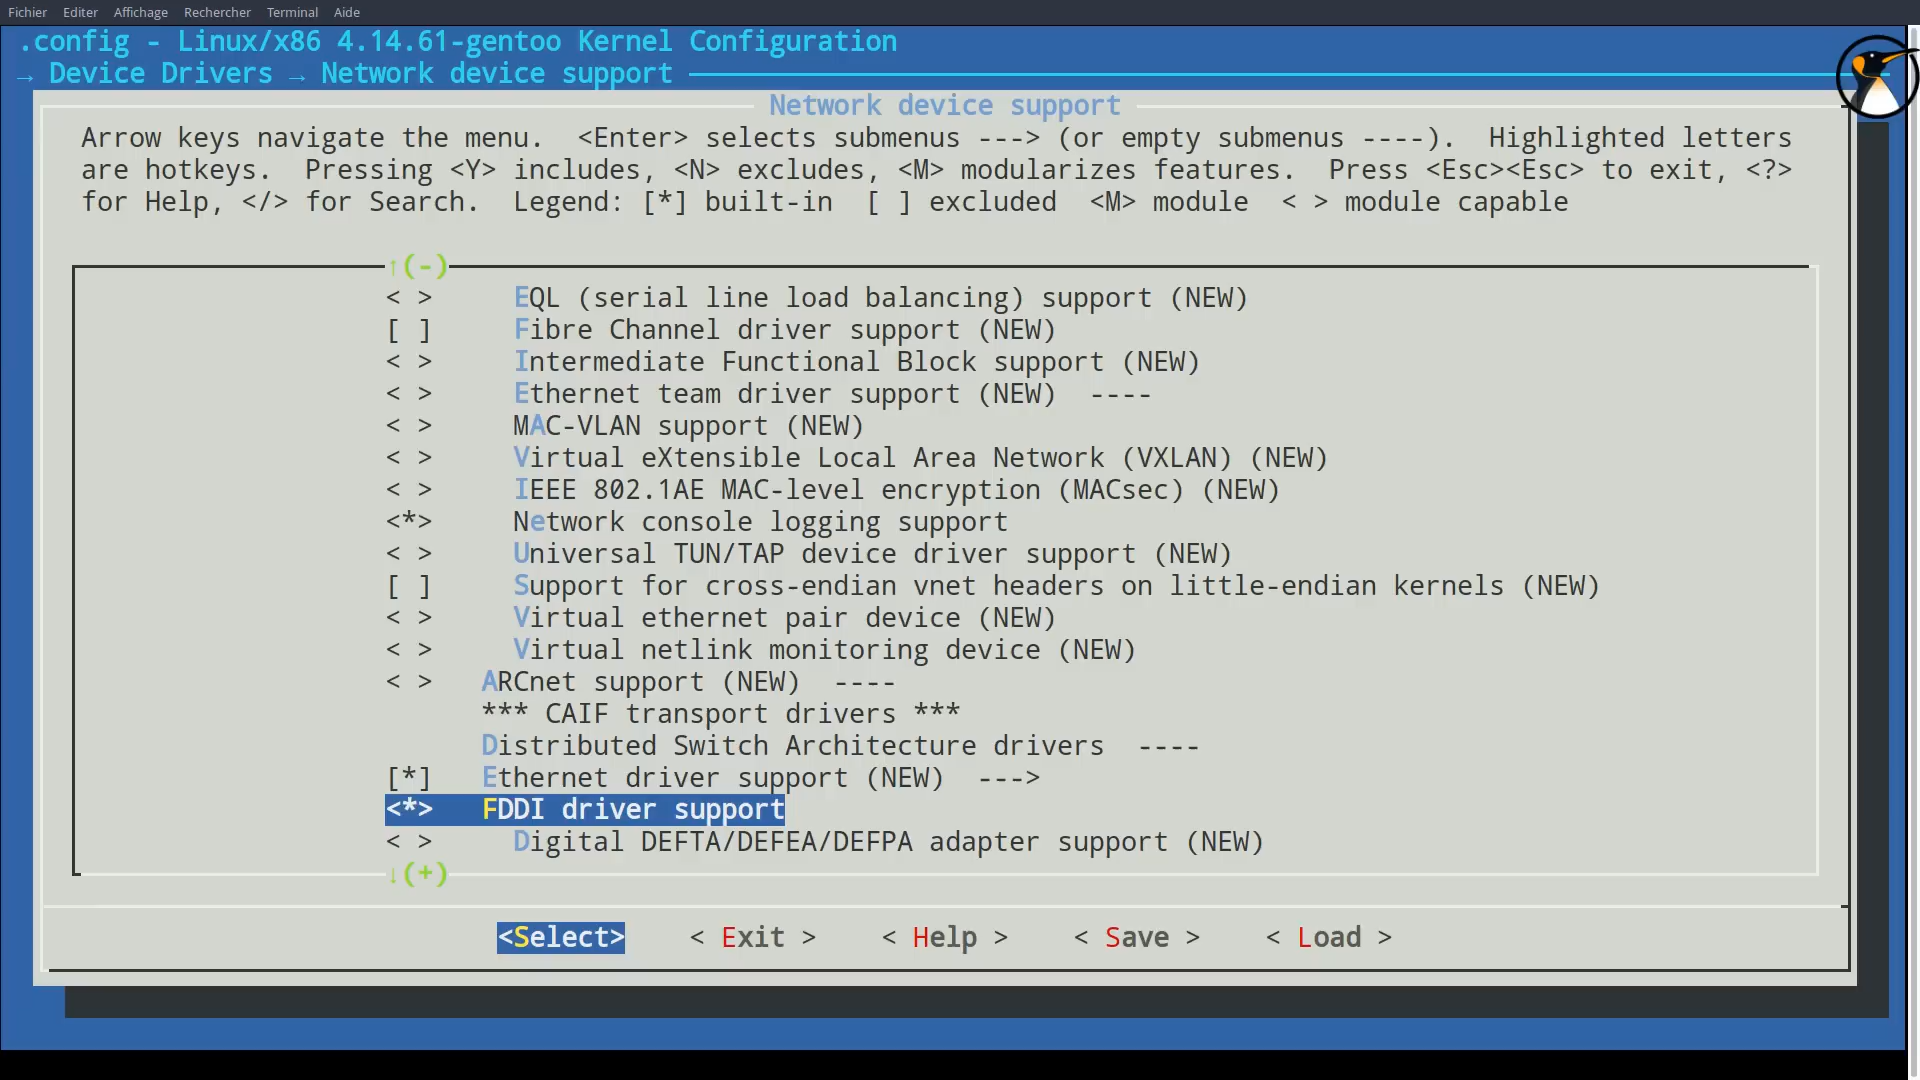 Fichier Editer Affichage Rechercher Terminal Aide
.config - Linux/x86 4.14.61-gentoo Kernel Configuration
→ Device Drivers → Network device support
Network device support
Arrow keys navigate the menu.  <Enter> selects submenus ---> (or empty submenus ----).  Highlighted letters
are hotkeys.  Pressing <Y> includes, <N> excludes, <M> modularizes features.  Press <Esc><Esc> to exit, <?>
for Help, </> for Search.  Legend: [*] built-in  [ ] excluded  <M> module  < > module capable
↑(-)
< > EQL (serial line load balancing) support (NEW)
[ ] Fibre Channel driver support (NEW)
< > Intermediate Functional Block support (NEW)
< > Ethernet team driver support (NEW)  ----
< > MAC-VLAN support (NEW)
< > Virtual eXtensible Local Area Network (VXLAN) (NEW)
< > IEEE 802.1AE MAC-level encryption (MACsec) (NEW)
<*> Network console logging support
< > Universal TUN/TAP device driver support (NEW)
[ ] Support for cross-endian vnet headers on little-endian kernels (NEW)
< > Virtual ethernet pair device (NEW)
< > Virtual netlink monitoring device (NEW)
< > ARCnet support (NEW)  ----
*** CAIF transport drivers ***
Distributed Switch Architecture drivers  ----
[*] Ethernet driver support (NEW)  --->
<*> FDDI driver support
< > Digital DEFTA/DEFEA/DEFPA adapter support (NEW)
↓(+)
<Select> < Exit > < Help > < Save > < Load >